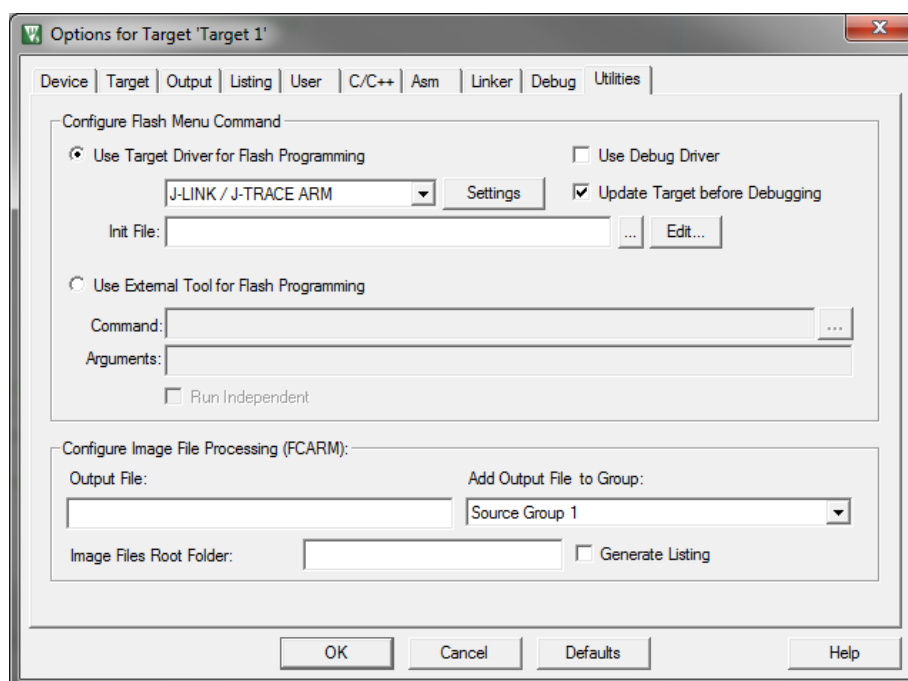 Options for Target 'Target 1'
Device Target Output Listing User C/C++ Asm Linker Debug Utilities
Configure Flash Menu Command
Use Target Driver for Flash Programming Use Debug Driver
J-LINK / J-TRACE ARM Settings Update Target before Debugging
Init File: ... Edit...
Use External Tool for Flash Programming
Command: ...
Arguments:
Run Independent
Configure Image File Processing (FCARM):
Output File: Add Output File to Group:
Source Group 1
Image Files Root Folder: Generate Listing
OK Cancel Defaults Help